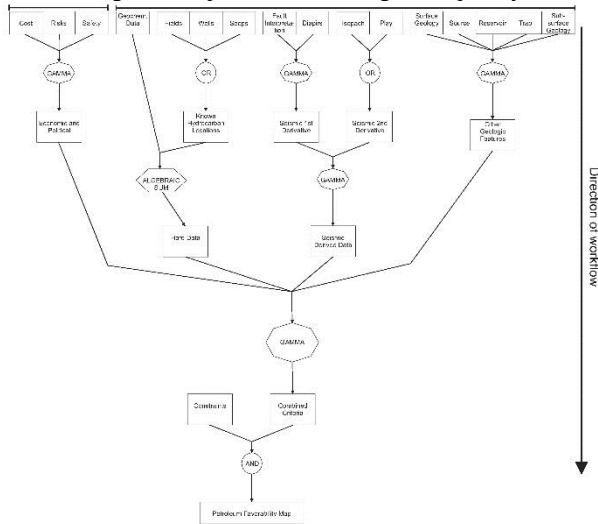 Cost
Risks
Safety
Geochem.
Data
Fields
Wells
Seeps
Fault
Interpreta-
tion
Diapirs
Isopach
Play
Surface
Geology
Source
Reservoir
Trap
Sub-
surface
Geology
GAMMA
OR
GAMMA
OR
GAMMA
Economic and
Political
Known
Hydrocarbon
Locations
Seismic 1st
Derivative
Seismic 2nd
Derivative
Other
Geologic
Features
ALGEBRAIC
SUM
GAMMA
Hard Data
Seismic
Derived Data
Direction of workflow
GAMMA
Constraints
Combined
Criteria
AND
Petroleum Favorability Map